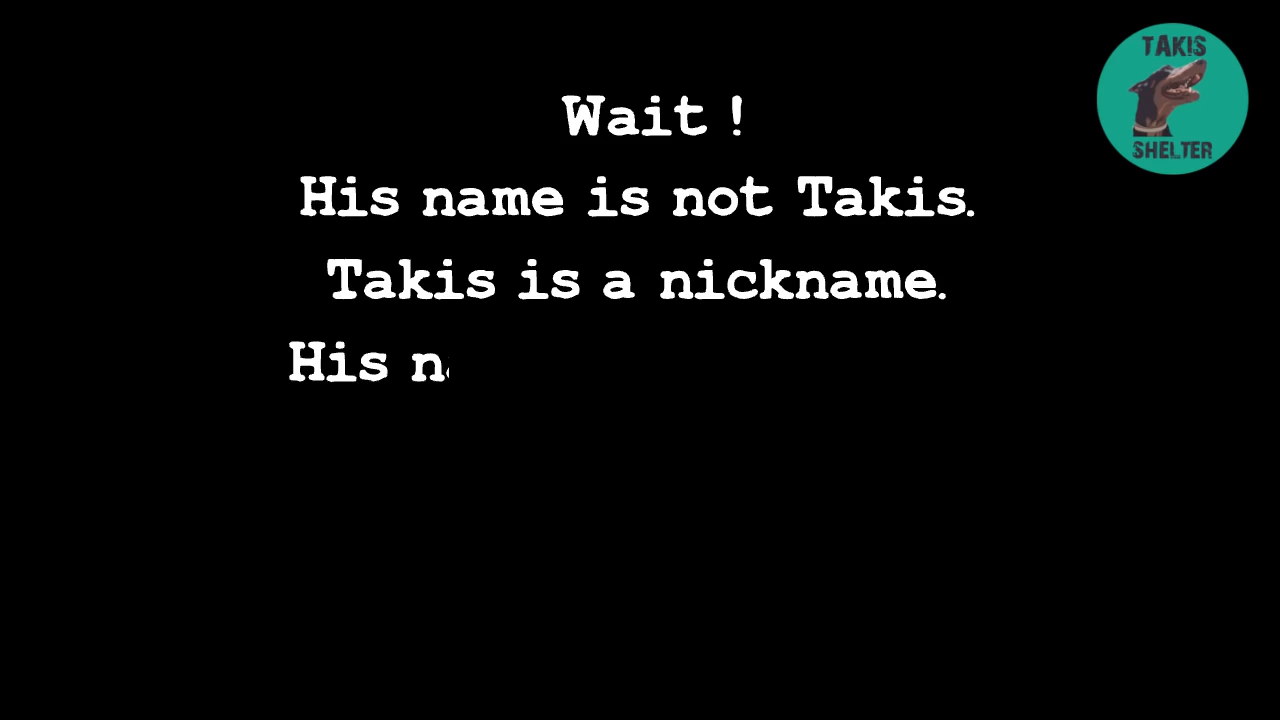 TAKIS
SHELTER
Wait !
His name is not Takis.
Takis is a nickname.
His